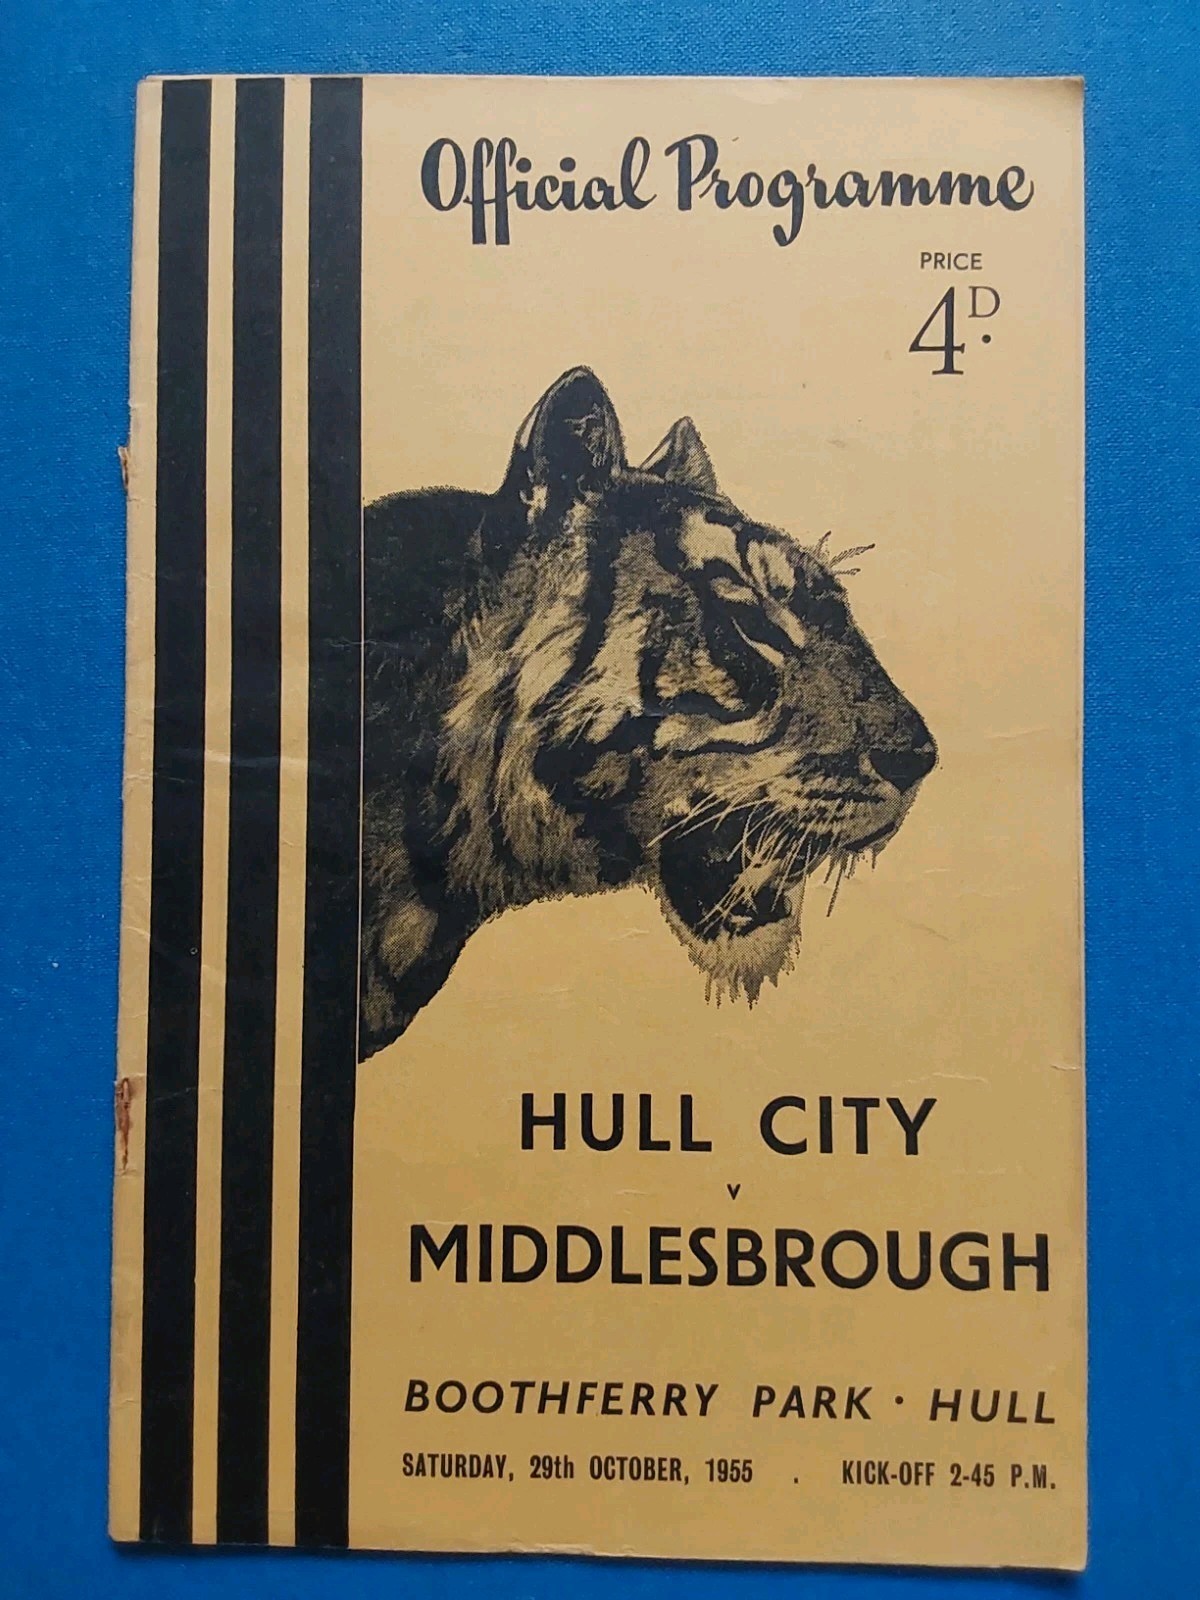 Official Programme
PRICE
4D.
HULL CITY
v
MIDDLESBROUGH
BOOTHFERRY PARK · HULL
SATURDAY, 29th OCTOBER, 1955 . KICK-OFF 2-45 P.M.